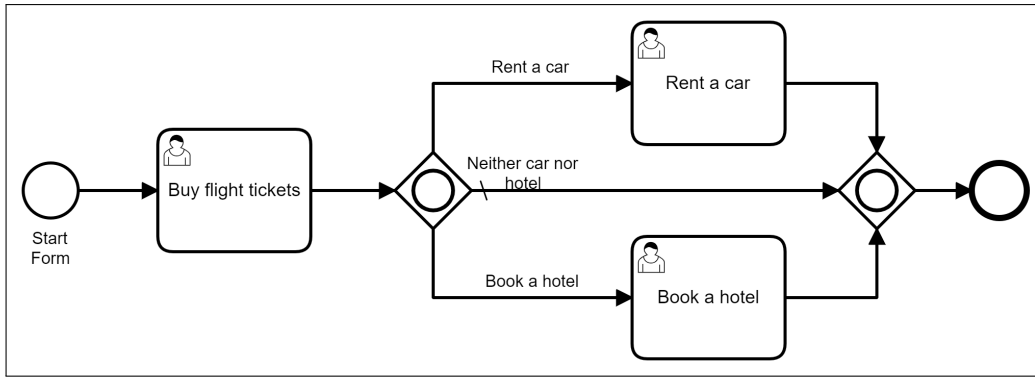 Start
Form
Buy flight tickets
Rent a car
Rent a car
Neither car nor
hotel
Book a hotel
Book a hotel